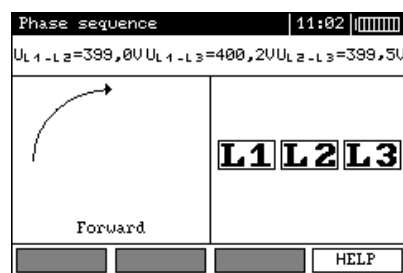 Phase sequence 11:02
UL1-L2=399,0V UL1-L3=400,2V UL2-L3=399,5V
L1 L2 L3
Forward
HELP